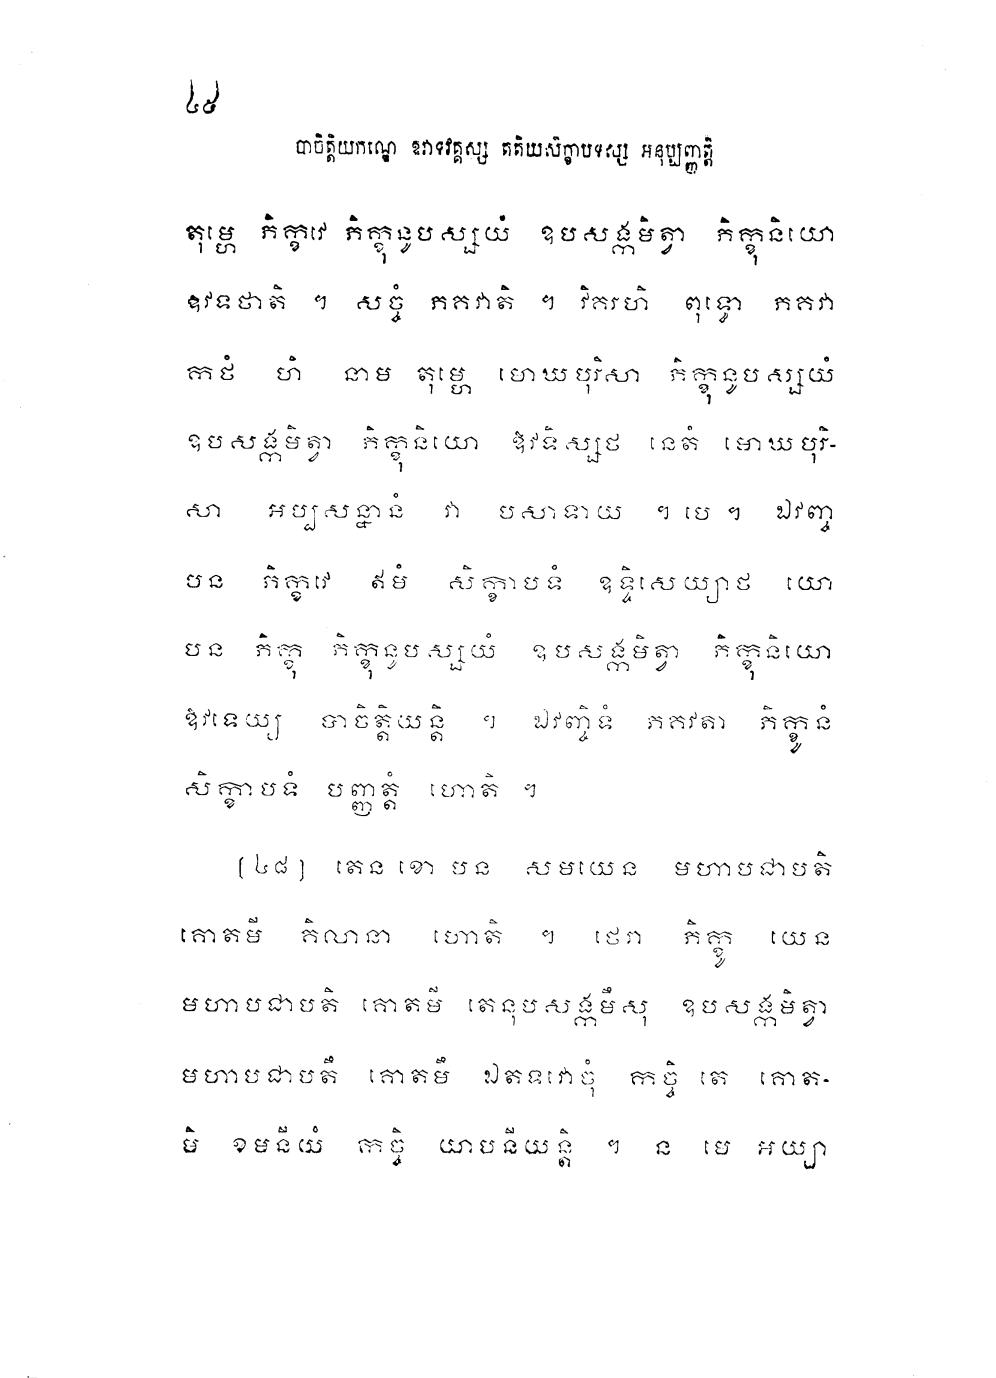 ៤៥
បាចិត្តិយកណ្ឌេ ឱវាទវគ្គស្ស តតិយសិក្ខាបទស្ស អនុប្បញ្ញត្តិ
តុម្ហេ ភិក្ខវេ ភិក្ខុនូបស្សយំ ឧបសង្កមិត្វា ភិក្ខុនិយោ
ឱវទថាតិ ។ សច្ចំ ភគវាតិ ។ វិគរហិ ពុទ្ធោ ភគវា
កថំ ហិ នាម តុម្ហេ មោឃបុរិសា ភិក្ខុនូបស្សយំ
ឧបសង្កមិត្វា ភិក្ខុនិយោ ឱវទិស្សថ នេតំ មោឃបុរិ-
សា អប្បសន្នានំ វា បសាទាយ ។ បេ ។ ឯវញ្ច
បន ភិក្ខវេ ឥមំ សិក្ខាបទំ ឧទ្ទិសេយ្យាថ យោ
បន ភិក្ខុ ភិក្ខុនូបស្សយំ ឧបសង្កមិត្វា ភិក្ខុនិយោ
ឱវទេយ្យ បាចិត្តិយន្តិ ។ ឯវញ្ចិទំ ភគវតា ភិក្ខូនំ
សិក្ខាបទំ បញ្ញត្តំ ហោតិ ។
[៤៨] តេន ខោ បន សមយេន មហាបជាបតិ
គោតមី គិលានា ហោតិ ។ ថេរា ភិក្ខូ យេន
មហាបជាបតិ គោតមី តេនុបសង្កមឹសុ ឧបសង្កមិត្វា
មហាបជាបតឹ គោតមឹ ឯតទវោចុំ កច្ចិ តេ គោត-
មិ ខមនីយំ កច្ចិ យាបនីយន្តិ ។ ន មេ អយ្យា